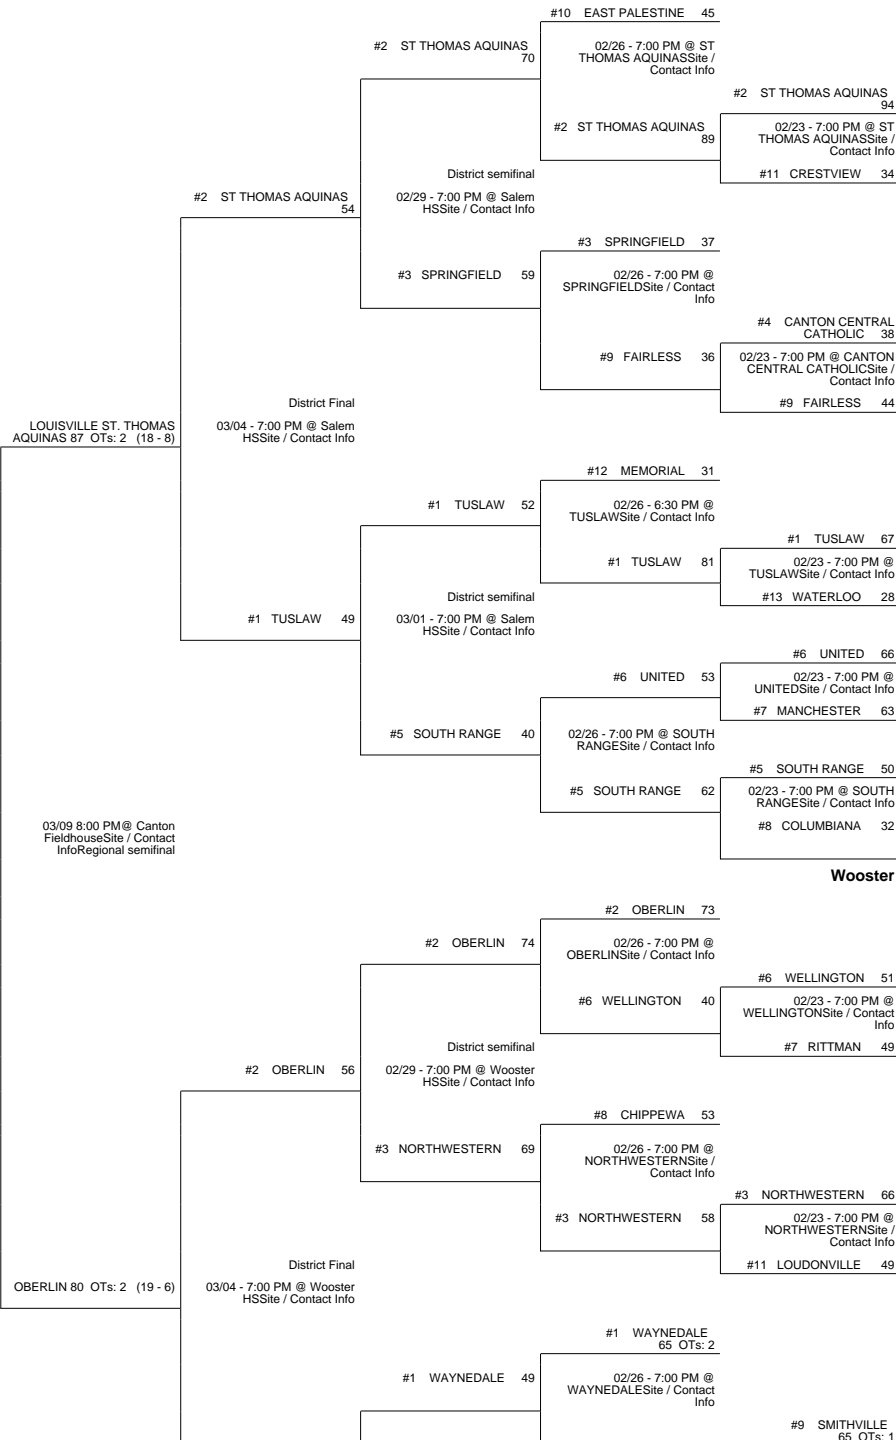 #10 EAST PALESTINE 45
#2 ST THOMAS AQUINAS
70
02/26 - 7:00 PM @ ST
THOMAS AQUINASSite /
Contact Info
#2 ST THOMAS AQUINAS
94
#2 ST THOMAS AQUINAS
89
02/23 - 7:00 PM @ ST
THOMAS AQUINASSite /
Contact Info
#11 CRESTVIEW 34
District semifinal
02/29 - 7:00 PM @ Salem
HSSite / Contact Info
#2 ST THOMAS AQUINAS
54
#3 SPRINGFIELD 37
#3 SPRINGFIELD 59
02/26 - 7:00 PM @
SPRINGFIELDSite / Contact
Info
#4 CANTON CENTRAL
CATHOLIC 38
#9 FAIRLESS 36
02/23 - 7:00 PM @ CANTON
CENTRAL CATHOLICSite /
Contact Info
#9 FAIRLESS 44
District Final
03/04 - 7:00 PM @ Salem
HSSite / Contact Info
LOUISVILLE ST. THOMAS
AQUINAS 87 OTs: 2 (18 - 8)
#12 MEMORIAL 31
#1 TUSLAW 52
02/26 - 6:30 PM @
TUSLAWSite / Contact Info
#1 TUSLAW 67
#1 TUSLAW 81
02/23 - 7:00 PM @
TUSLAWSite / Contact Info
#13 WATERLOO 28
District semifinal
03/01 - 7:00 PM @ Salem
HSSite / Contact Info
#1 TUSLAW 49
#6 UNITED 66
#6 UNITED 53
02/23 - 7:00 PM @
UNITEDSite / Contact Info
#7 MANCHESTER 63
#5 SOUTH RANGE 40
02/26 - 7:00 PM @ SOUTH
RANGESite / Contact Info
#5 SOUTH RANGE 50
#5 SOUTH RANGE 62
02/23 - 7:00 PM @ SOUTH
RANGESite / Contact Info
#8 COLUMBIANA 32
03/09 8:00 PM@ Canton
FieldhouseSite / Contact
InfoRegional semifinal
Wooster
#2 OBERLIN 73
#2 OBERLIN 74
02/26 - 7:00 PM @
OBERLINSite / Contact Info
#6 WELLINGTON 51
#6 WELLINGTON 40
02/23 - 7:00 PM @
WELLINGTONSite / Contact
Info
#7 RITTMAN 49
District semifinal
02/29 - 7:00 PM @ Wooster
HSSite / Contact Info
#2 OBERLIN 56
#8 CHIPPEWA 53
#3 NORTHWESTERN 69
02/26 - 7:00 PM @
NORTHWESTERNSite /
Contact Info
#3 NORTHWESTERN 66
#3 NORTHWESTERN 58
02/23 - 7:00 PM @
NORTHWESTERNSite /
Contact Info
#11 LOUDONVILLE 49
District Final
03/04 - 7:00 PM @ Wooster
HSSite / Contact Info
OBERLIN 80 OTs: 2 (19 - 6)
#1 WAYNEDALE
65 OTs: 2
#1 WAYNEDALE 49
02/26 - 7:00 PM @
WAYNEDALESite / Contact
Info
#9 SMITHVILLE
65 OTs: 1